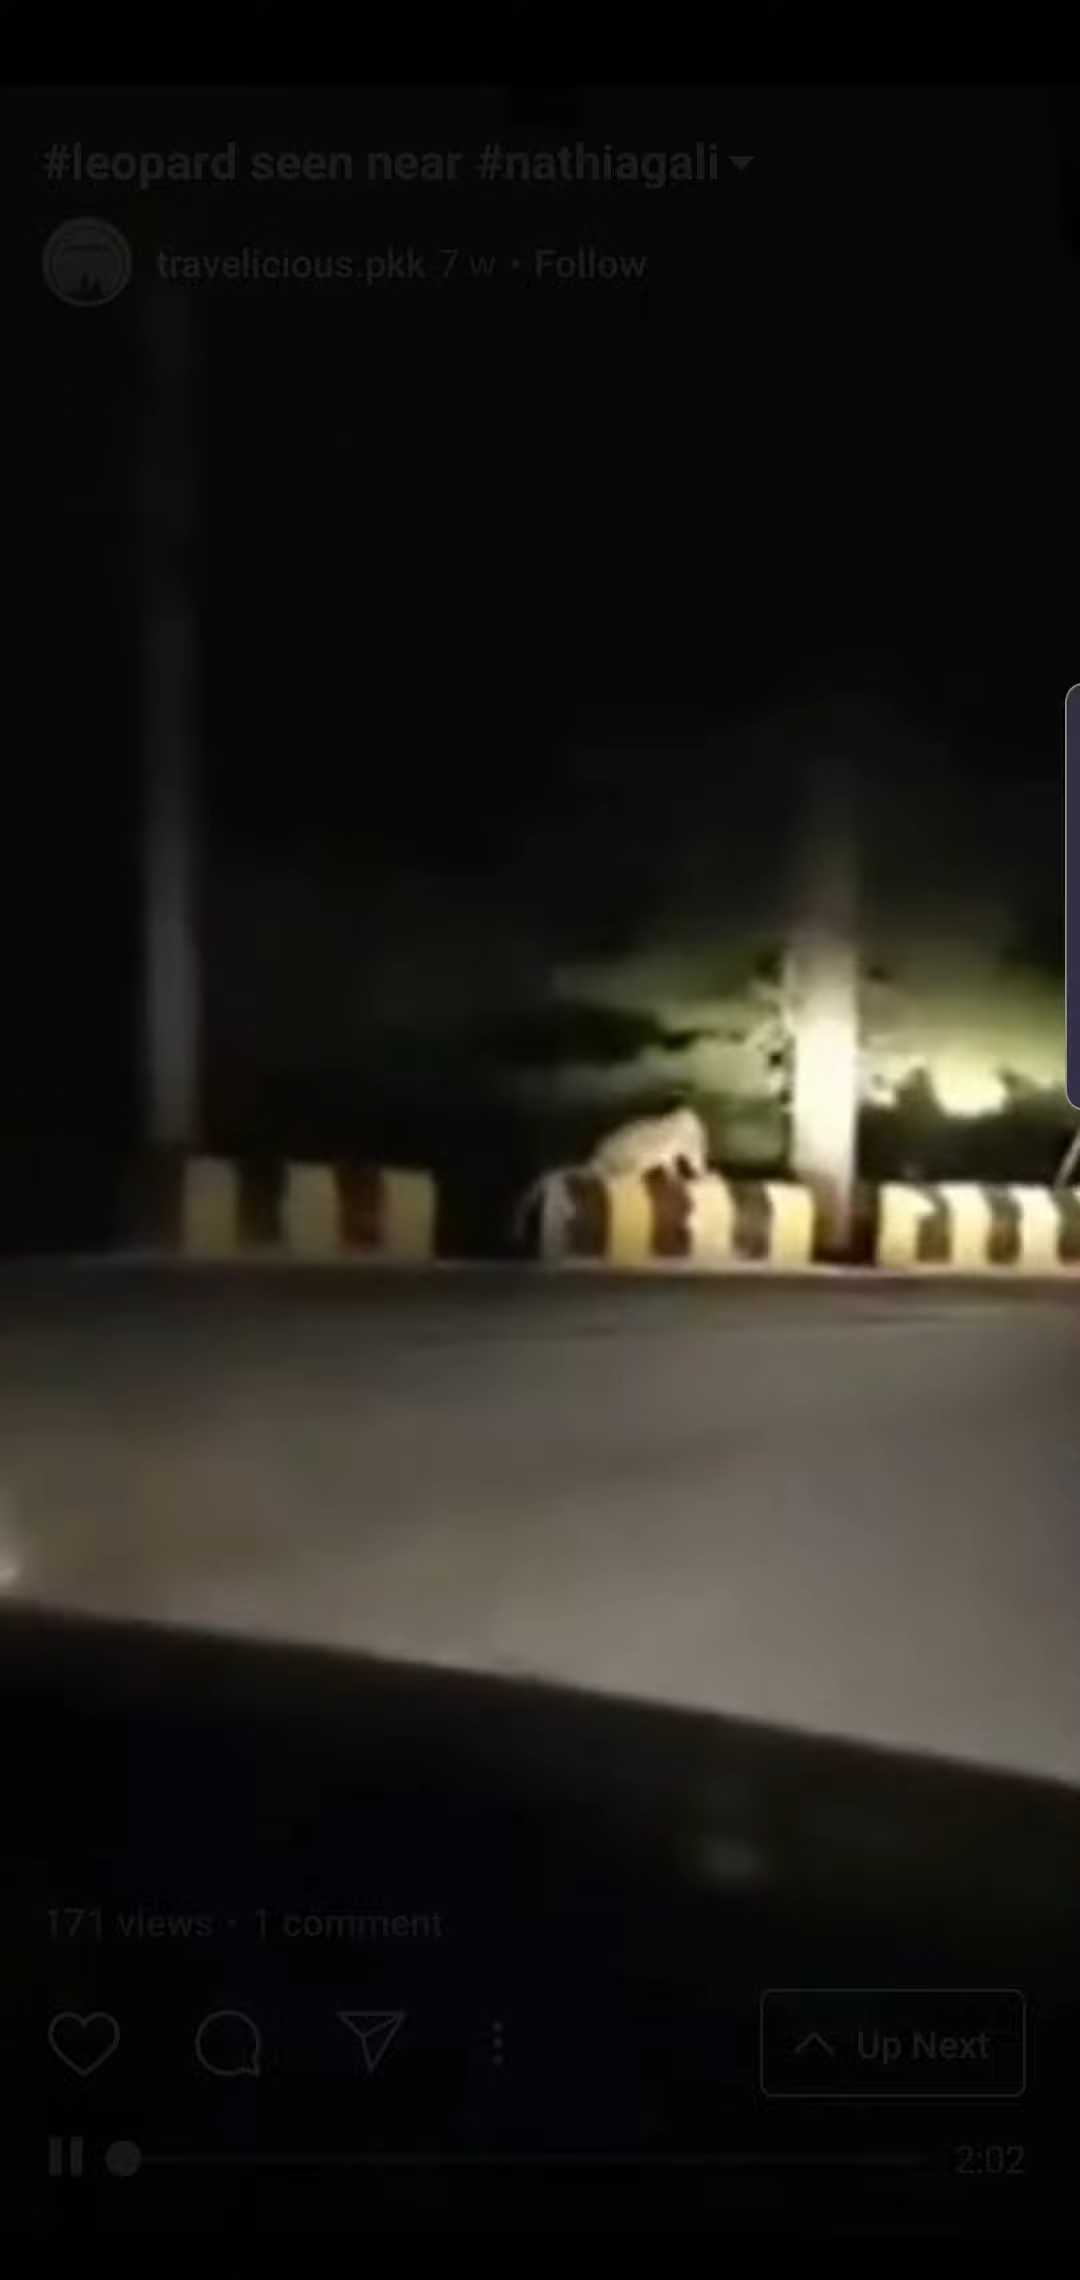 #leopard seen near #nathiagali
travelicious.pkk 7 w • Follow
171 views • 1 comment
Up Next
2:02